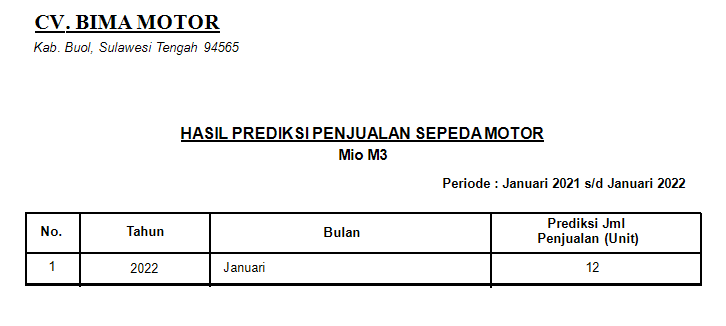 CV. BIMA MOTOR
Kab. Buol, Sulawesi Tengah 94565
HASIL PREDIKSI PENJUALAN SEPEDA MOTOR
Mio M3
Periode : Januari 2021 s/d Januari 2022
No. Tahun Bulan Prediksi Jml
Penjualan (Unit)
1 2022 Januari 12